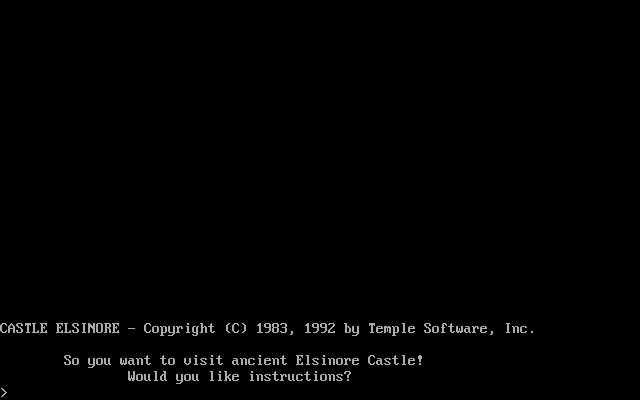 CASTLE ELSINORE - Copyright (C) 1983, 1992 by Temple Software, Inc.
So you want to visit ancient Elsinore Castle!
Would you like instructions?
>